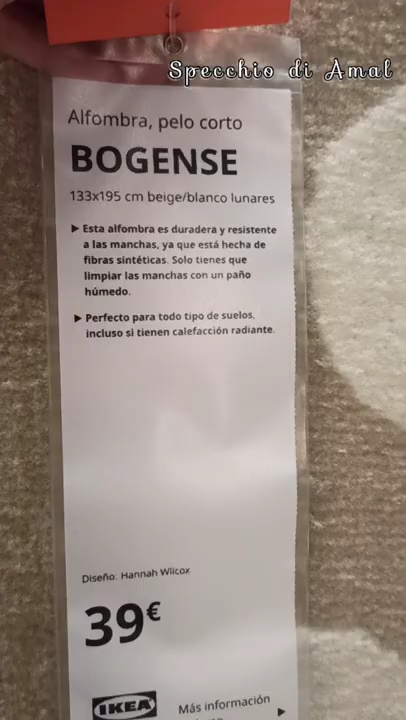 Specchio di Amal
Alfombra, pelo corto
BOGENSE
133x195 cm beige/blanco lunares
▶ Esta alfombra es duradera y resistente
a las manchas, ya que está hecha de
fibras sintéticas. Solo tienes que
limpiar las manchas con un paño
húmedo.
▶ Perfecto para todo tipo de suelos,
incluso si tienen calefacción radiante.
Diseño: Hannah Wilcox
39€
IKEA
Más información